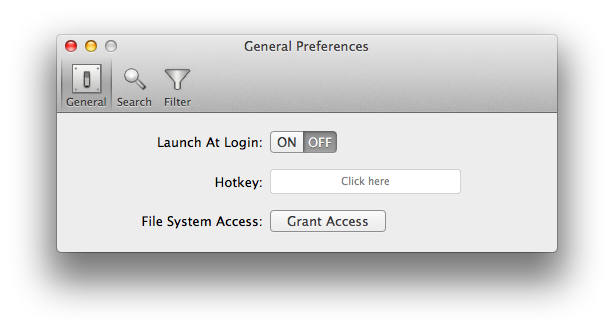 General Preferences
General Search Filter
Launch At Login: ON OFF
Hotkey: Click here
File System Access: Grant Access